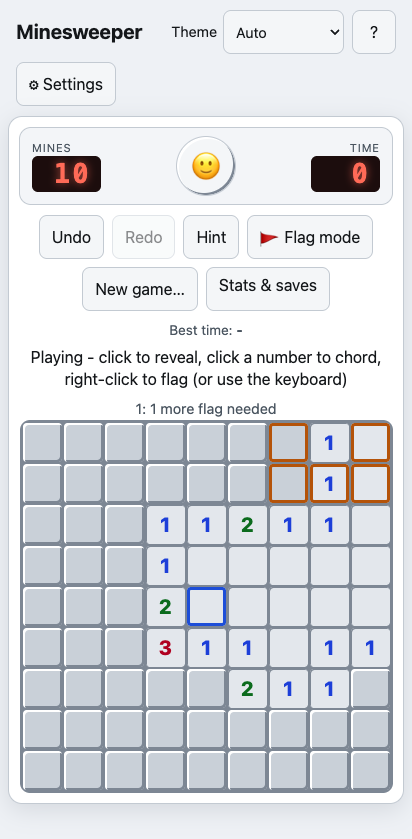 Minesweeper Theme Auto ?
⚙ Settings
MINES TIME
10 0
Undo Redo Hint Flag mode
New game... Stats & saves
Best time: -
Playing - click to reveal, click a number to chord,
right-click to flag (or use the keyboard)
1: 1 more flag needed
1
1
1 1 2 1 1
1
2
3 1 1 1 1
2 1 1